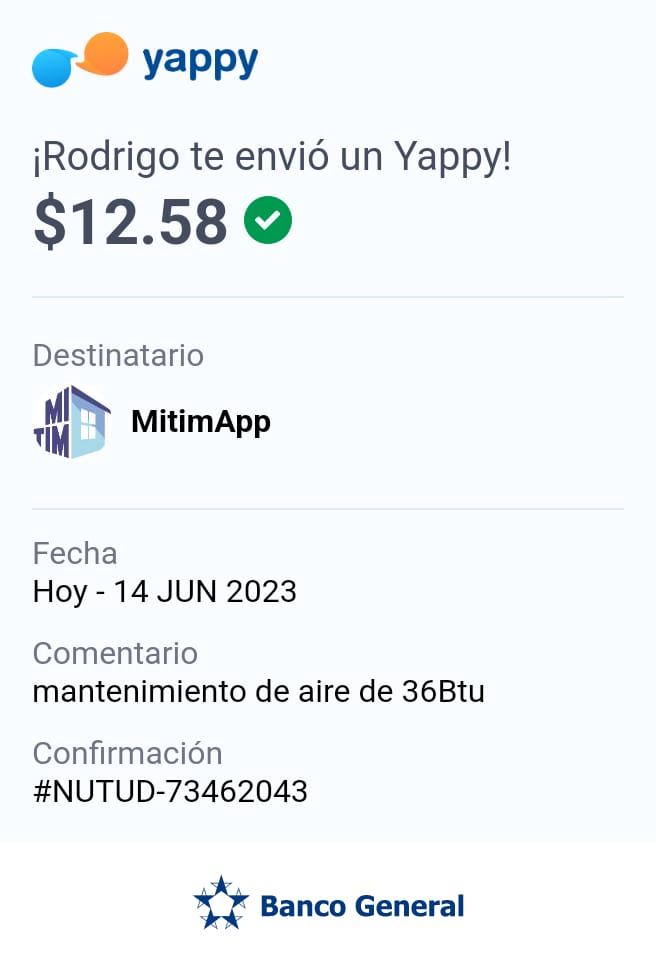 yappy
¡Rodrigo te envió un Yappy!
$12.58
Destinatario
MI
TIM
MitimApp
Fecha
Hoy - 14 JUN 2023
Comentario
mantenimiento de aire de 36Btu
Confirmación
#NUTUD-73462043
Banco General